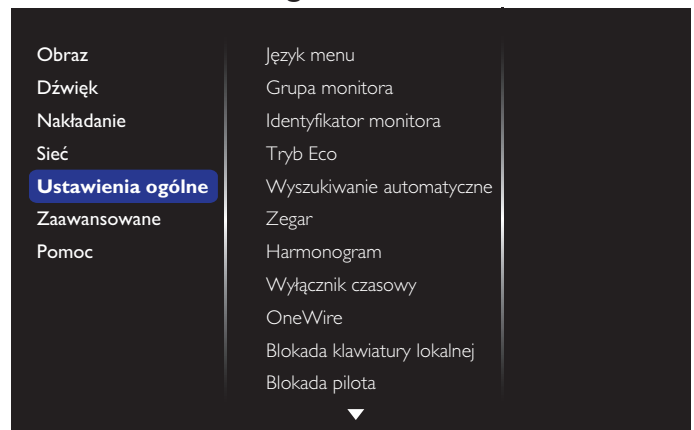 Obraz
Dźwięk
Nakładanie
Sieć
Ustawienia ogólne
Zaawansowane
Pomoc
Język menu
Grupa monitora
Identyfikator monitora
Tryb Eco
Wyszukiwanie automatyczne
Zegar
Harmonogram
Wyłącznik czasowy
OneWire
Blokada klawiatury lokalnej
Blokada pilota